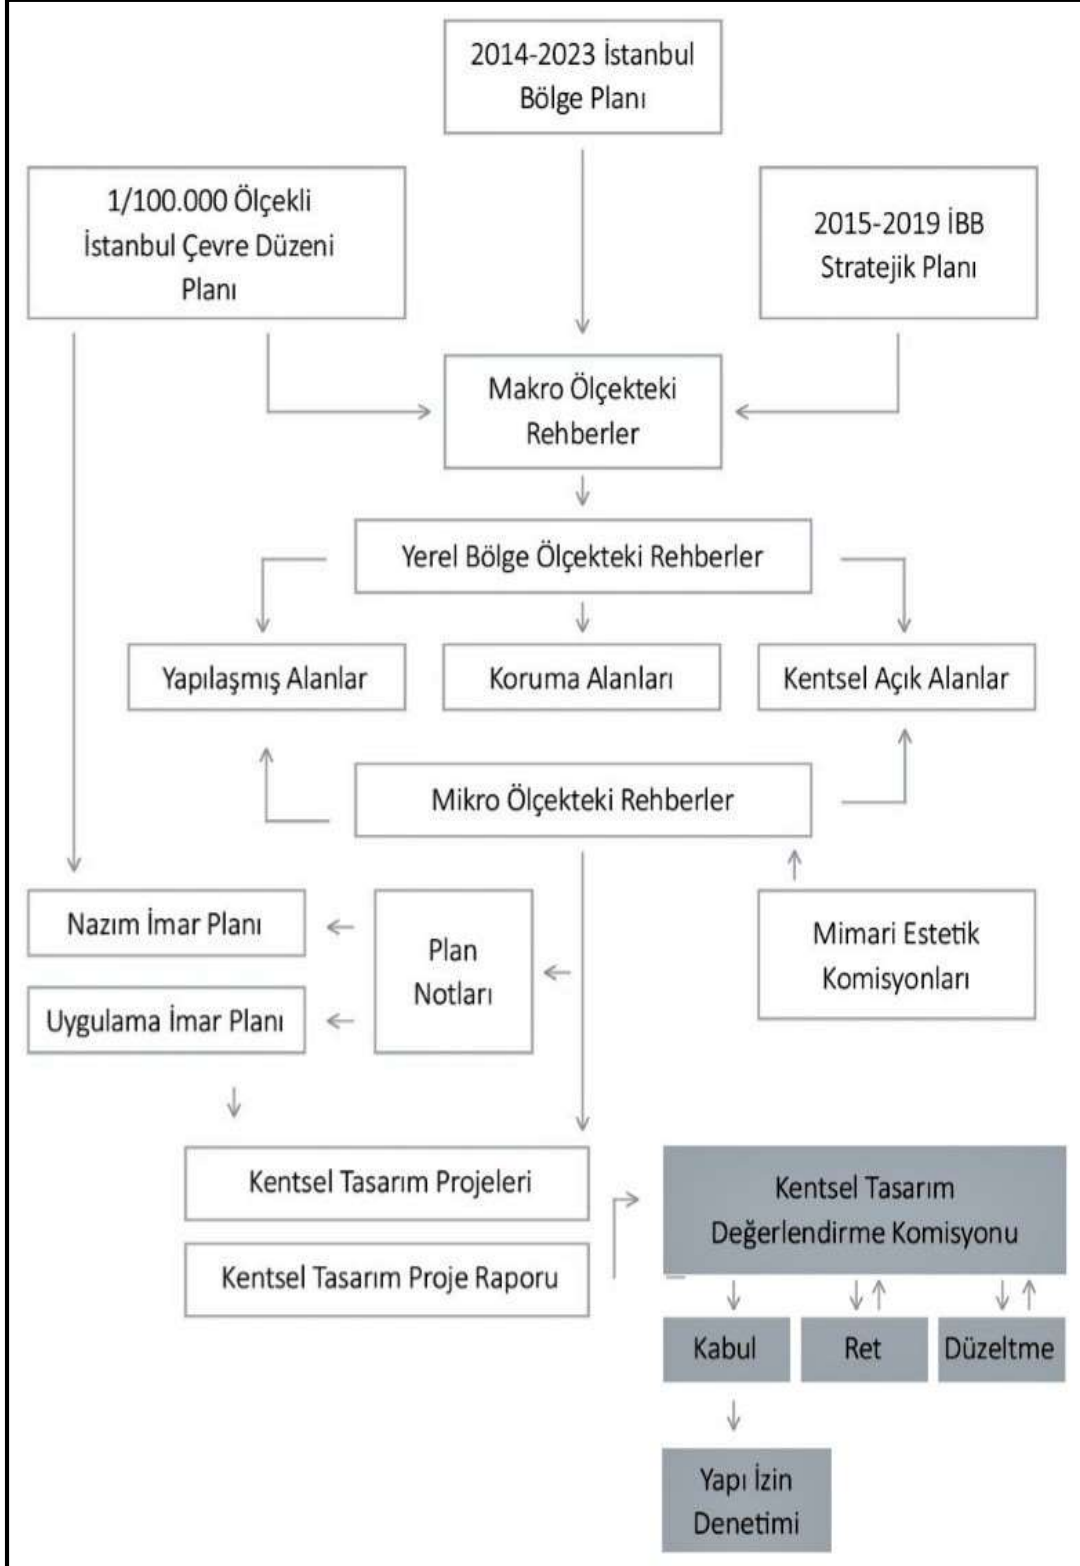 2014-2023 İstanbul
Bölge Planı
1/100.000 Ölçekli
İstanbul Çevre Düzeni
Planı
2015-2019 İBB
Stratejik Planı
Makro Ölçekteki
Rehberler
Yerel Bölge Ölçekteki Rehberler
Yapılaşmış Alanlar
Koruma Alanları
Kentsel Açık Alanlar
Mikro Ölçekteki Rehberler
Nazım İmar Planı
Uygulama İmar Planı
Plan
Notları
Mimari Estetik
Komisyonları
Kentsel Tasarım Projeleri
Kentsel Tasarım Proje Raporu
Kentsel Tasarım
Değerlendirme Komisyonu
Kabul
Ret
Düzeltme
Yapı İzin
Denetimi